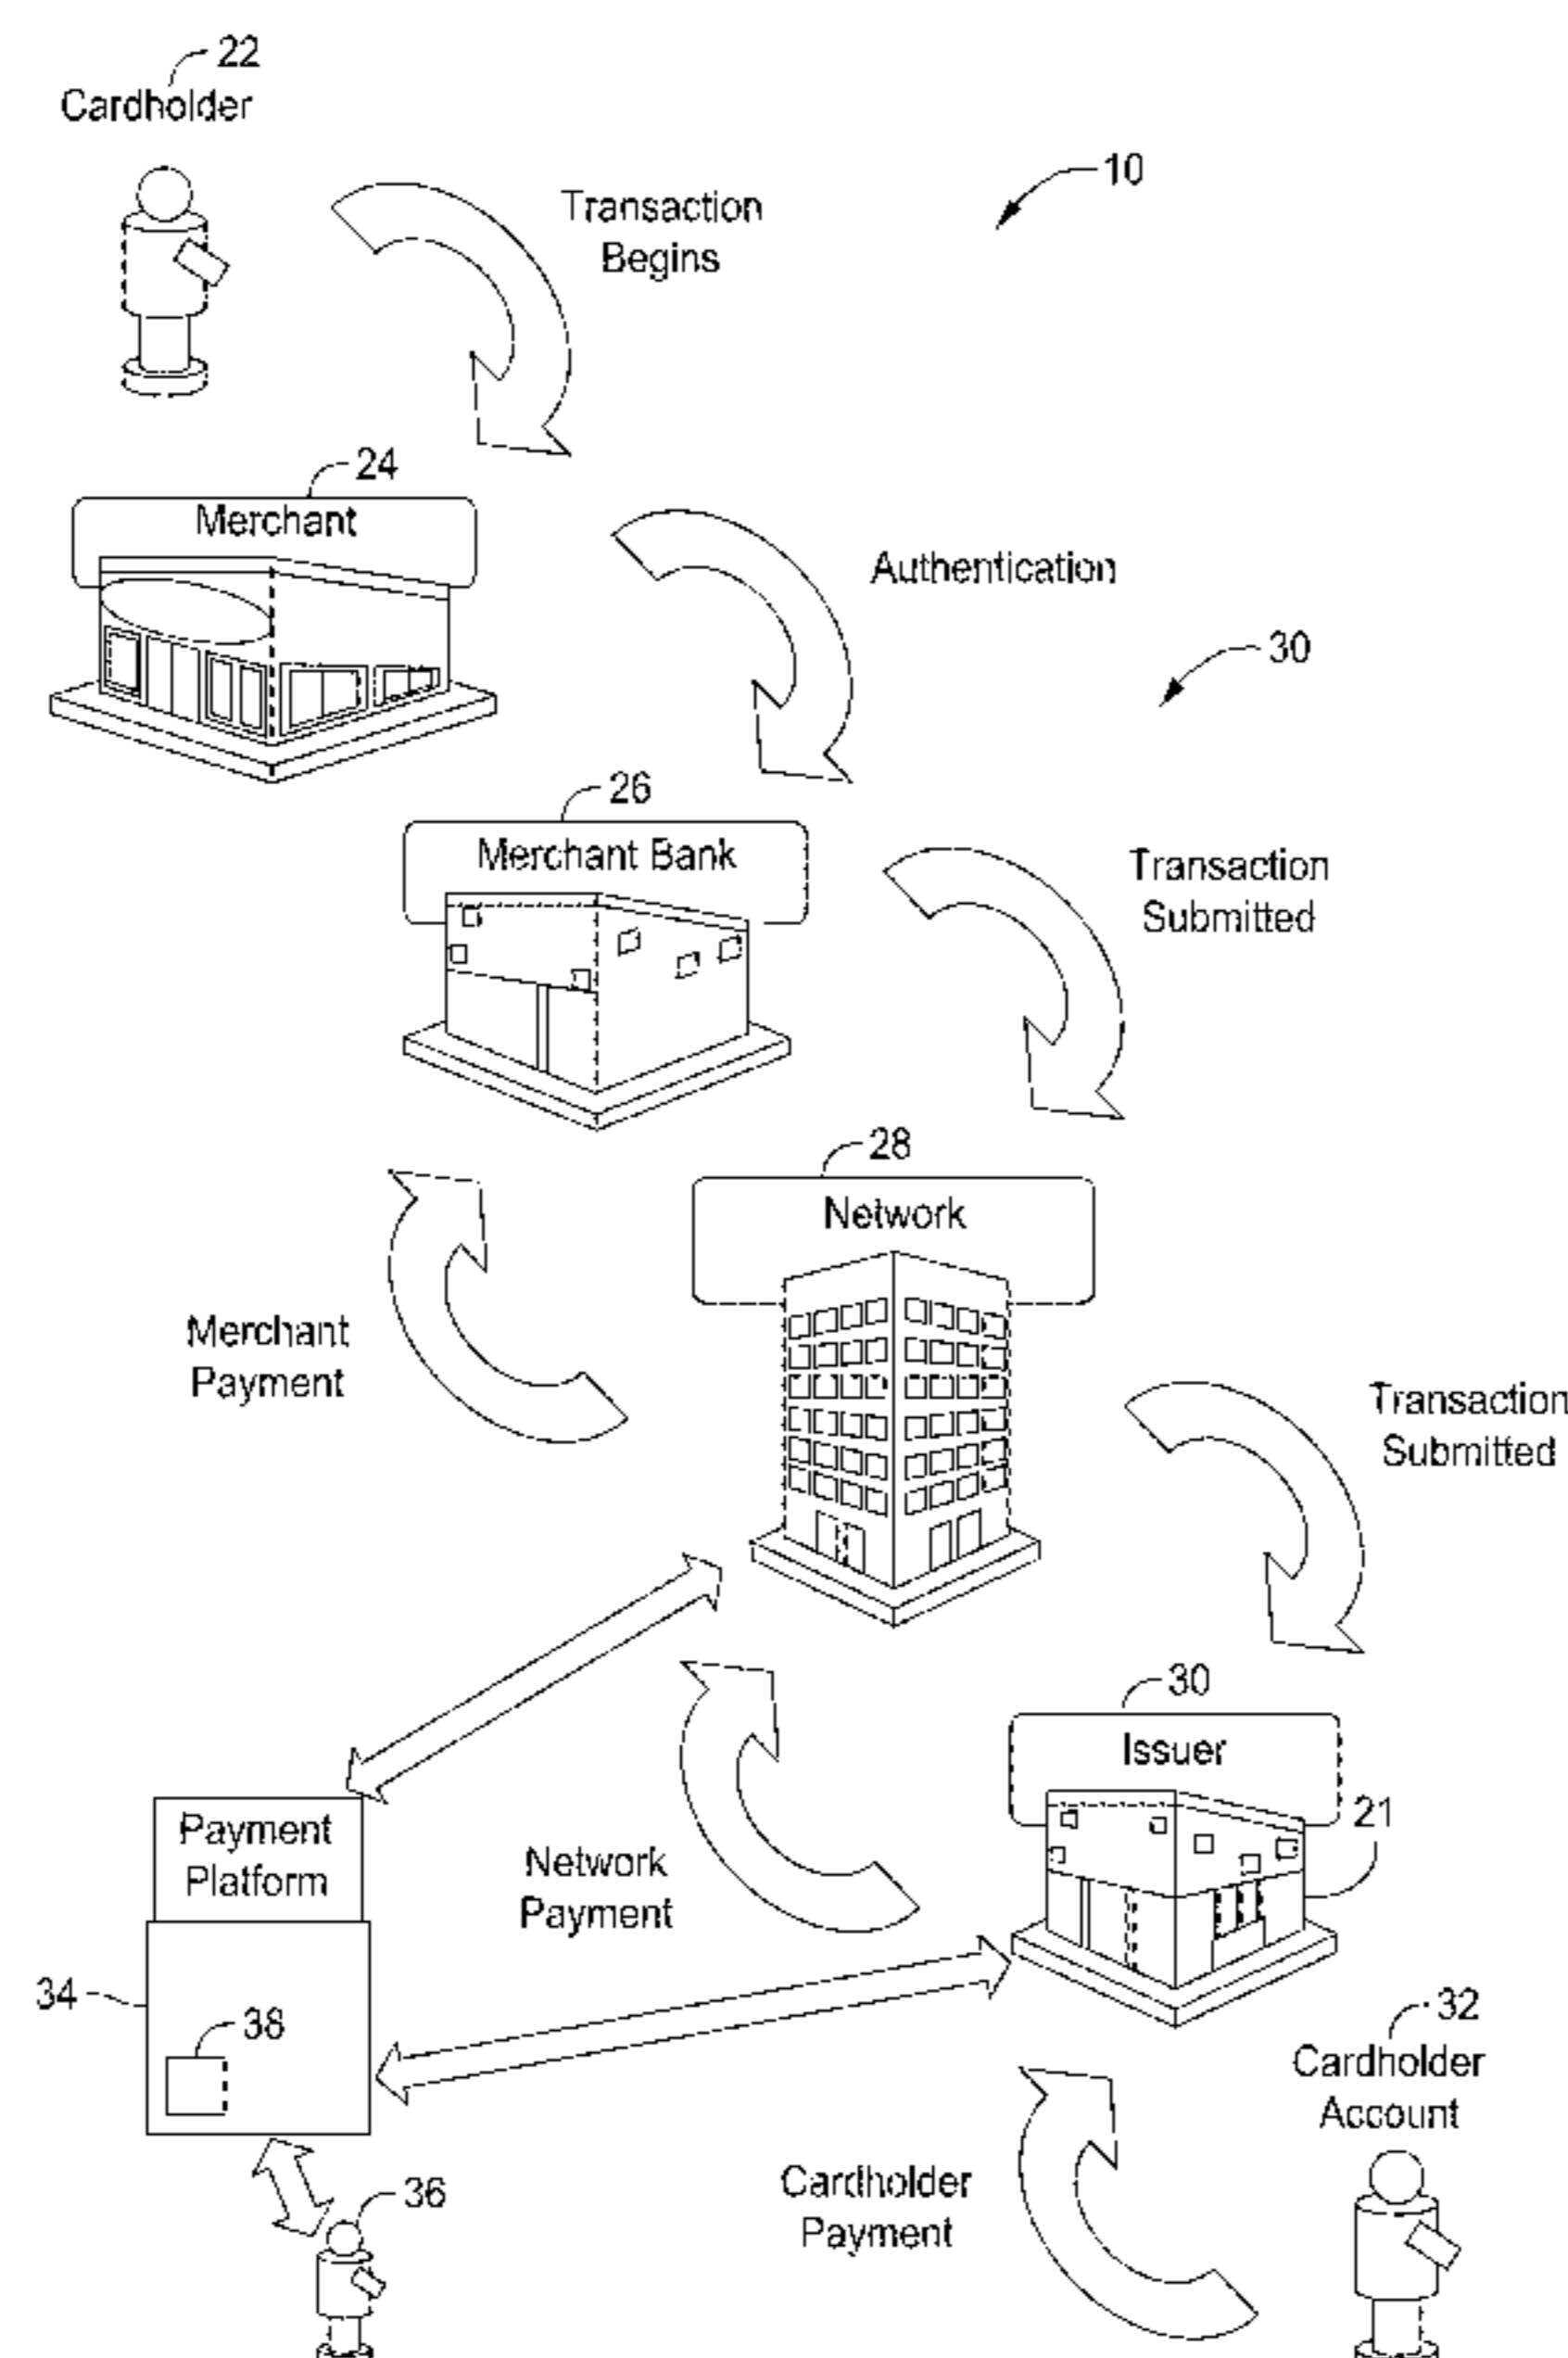 22
Cardholder
10
Transaction
Begins
24
Merchant
Authentication
30
26
Merchant Bank
Transaction
Submitted
28
Network
Merchant
Payment
Transaction
Submitted
30
Issuer
21
Payment
Platform
Network
Payment
34
38
32
Cardholder
Account
36
Cardholder
Payment